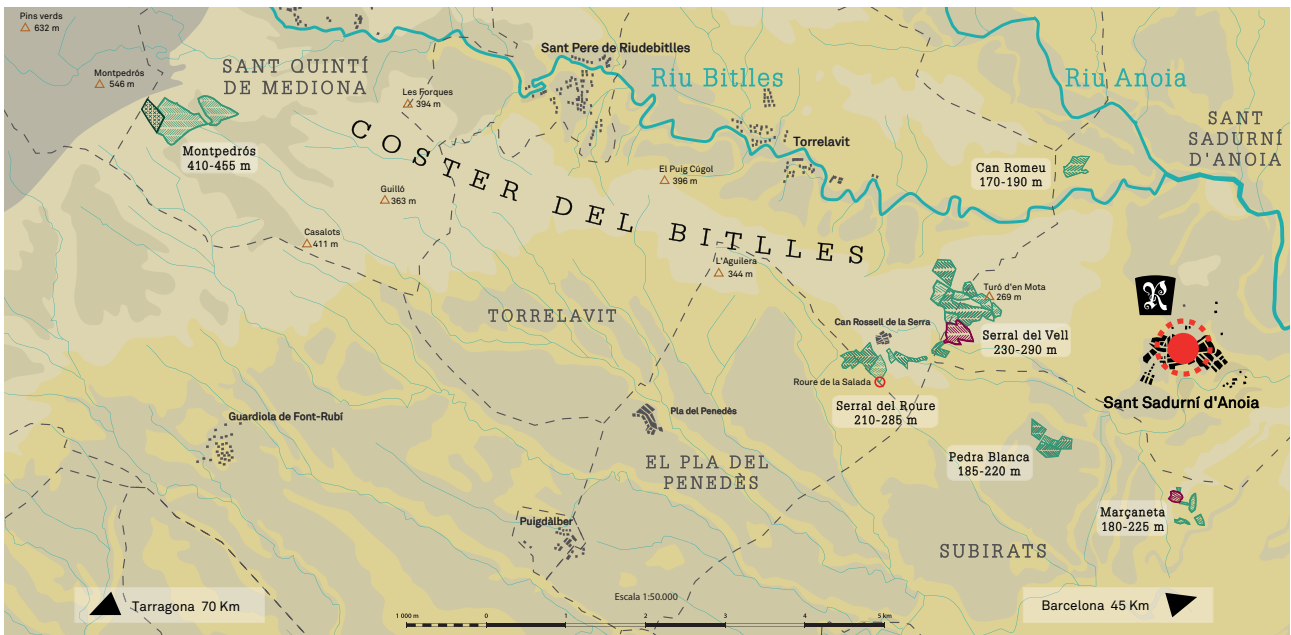 Pins verds
632 m
Montpedrós
546 m
SANT QUINTÍ
DE MEDIONA
Les Forques
394 m
Sant Pere de Riudebitlles
Riu Bitlles
Riu Anoia
SANT
SADURNÍ
D'ANOIA
Montpedrós
410-455 m
COSTER DEL BITLLES
Torrelavit
El Puig Cúgol
396 m
Can Romeu
170-190 m
Guilló
363 m
Casalots
411 m
L'Aguilera
344 m
Turó d'en Mota
269 m
R
TORRELAVIT
Can Rossell de la Serra
Serral del Vell
230-290 m
Roure de la Salada
Serral del Roure
210-285 m
Sant Sadurní d'Anoia
Guardiola de Font-Rubí
Pla del Penedès
EL PLA DEL
PENEDÈS
Pedra Blanca
185-220 m
Puigdàlber
Marçaneta
180-225 m
SUBIRATS
Tarragona 70 Km
Escala 1:50.000
1 000 m 0 1 2 3 4 5 km
Barcelona 45 Km